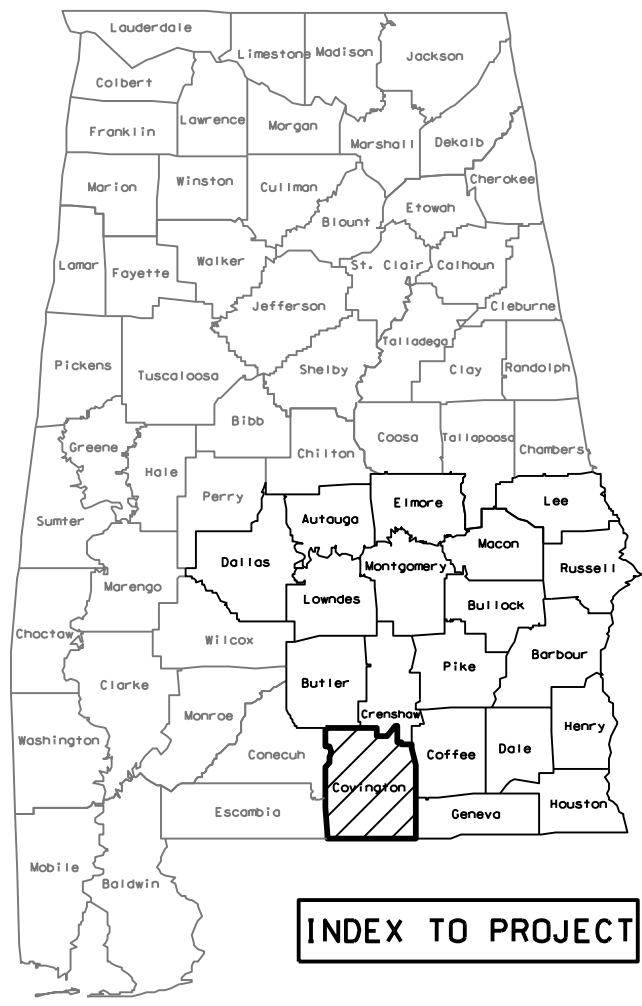 Lauderdale
Limestone
Madison
Jackson
Colbert
Lawrence
Morgan
Franklin
Marshall
Dekalb
Cherokee
Marion
Winston
Cullman
Blount
Etowah
Lamar
Fayette
Walker
St. Clair
Calhoun
Jefferson
Cleburne
Talladega
Pickens
Tuscaloosa
Shelby
Clay
Randolph
Bibb
Greene
Hale
Chilton
Coosa
Tallapoosa
Chambers
Perry
Elmore
Lee
Sumter
Autauga
Dallas
Macon
Montgomery
Russell
Marengo
Lowndes
Bullock
Choctaw
Wilcox
Barbour
Clarke
Butler
Pike
Monroe
Crenshaw
Henry
Washington
Conecuh
Coffee
Dale
Covington
Escambia
Geneva
Houston
Mobile
Baldwin
INDEX TO PROJECT